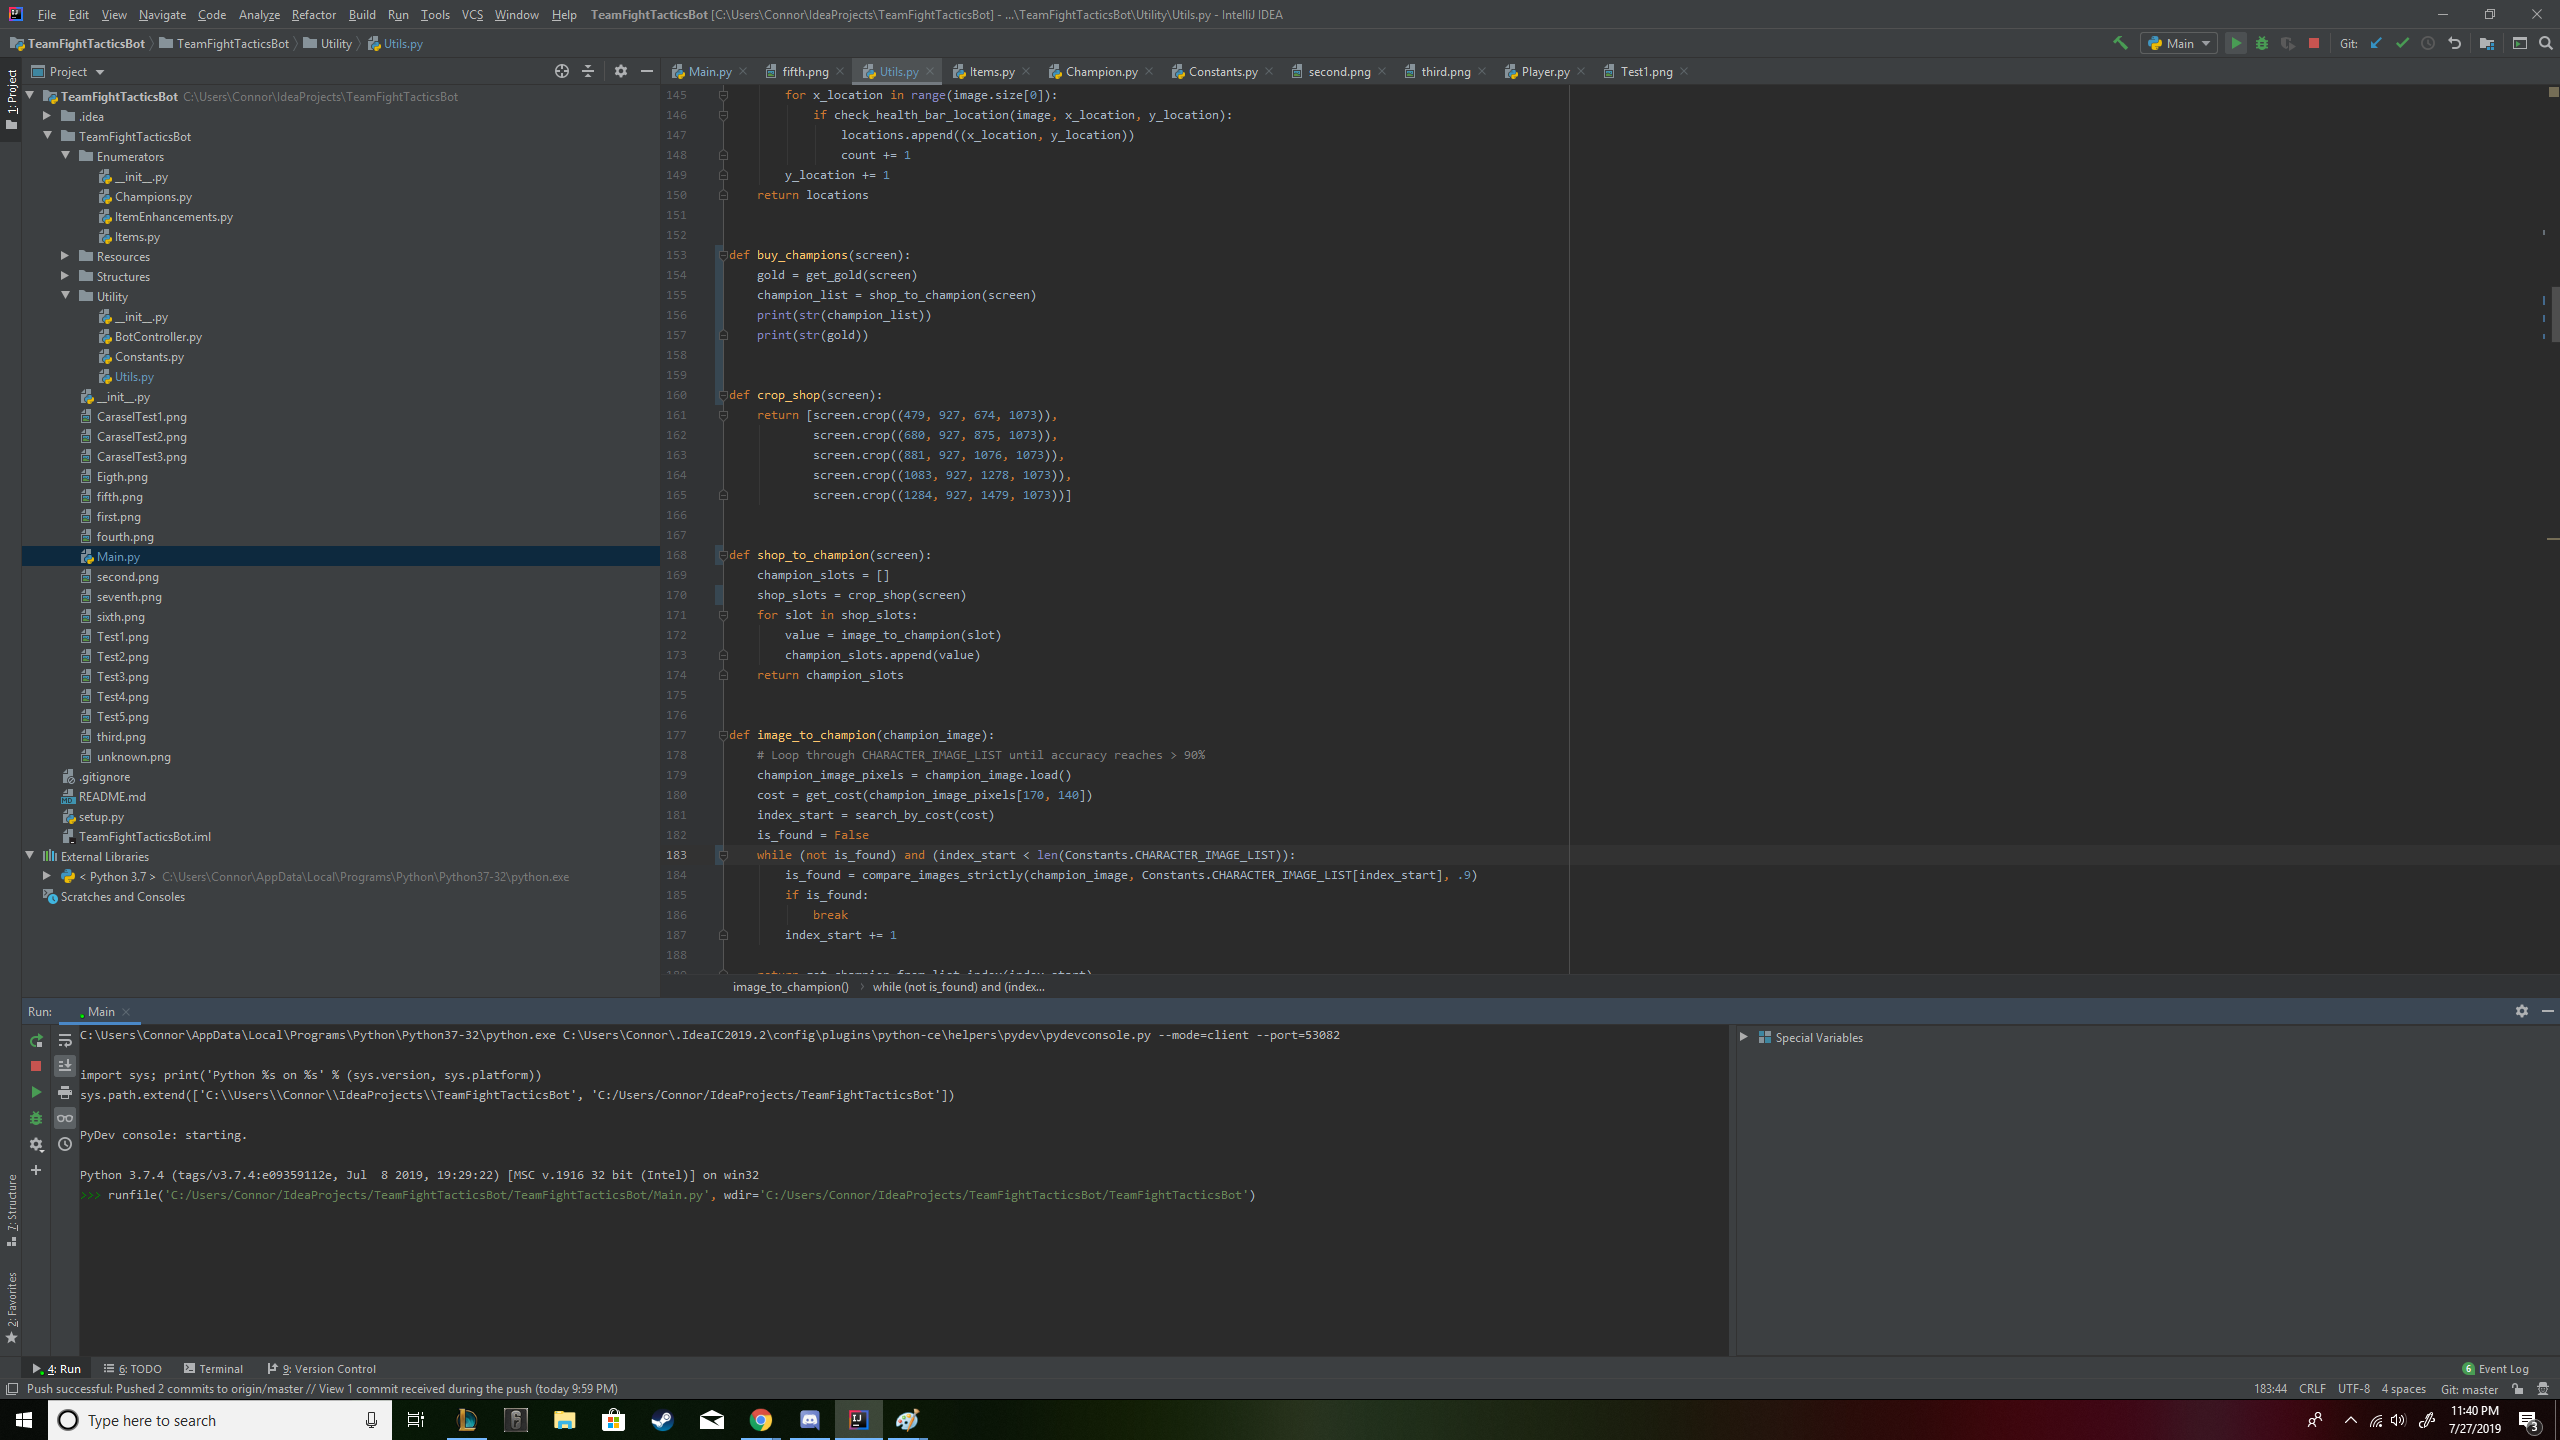 File Edit View Navigate Code Analyze Refactor Build Run Tools VCS Window Help TeamFightTacticsBot [C:\Users\Connor\IdeaProjects\TeamFightTacticsBot] - ...\TeamFightTacticsBot\Utility\Utils.py - IntelliJ IDEA
TeamFightTacticsBot TeamFightTacticsBot Utility Utils.py Main Git:
1: Project
Project
Main.py fifth.png Utils.py Items.py Champion.py Constants.py second.png third.png Player.py Test1.png
TeamFightTacticsBot C:\Users\Connor\IdeaProjects\TeamFightTacticsBot
.idea
TeamFightTacticsBot
Enumerators
__init__.py
Champions.py
ItemEnhancements.py
Items.py
Resources
Structures
Utility
__init__.py
BotController.py
Constants.py
Utils.py
__init__.py
CaraselTest1.png
CaraselTest2.png
CaraselTest3.png
Eigth.png
fifth.png
first.png
fourth.png
Main.py
second.png
seventh.png
sixth.png
Test1.png
Test2.png
Test3.png
Test4.png
Test5.png
third.png
unknown.png
.gitignore
README.md
setup.py
TeamFightTacticsBot.iml
External Libraries
< Python 3.7 > C:\Users\Connor\AppData\Local\Programs\Python\Python37-32\python.exe
Scratches and Consoles
145 for x_location in range(image.size[0]):
146 if check_health_bar_location(image, x_location, y_location):
147 locations.append((x_location, y_location))
148 count += 1
149 y_location += 1
150 return locations
151
152
153 def buy_champions(screen):
154 gold = get_gold(screen)
155 champion_list = shop_to_champion(screen)
156 print(str(champion_list))
157 print(str(gold))
158
159
160 def crop_shop(screen):
161 return [screen.crop((479, 927, 674, 1073)),
162 screen.crop((680, 927, 875, 1073)),
163 screen.crop((881, 927, 1076, 1073)),
164 screen.crop((1083, 927, 1278, 1073)),
165 screen.crop((1284, 927, 1479, 1073))]
166
167
168 def shop_to_champion(screen):
169 champion_slots = []
170 shop_slots = crop_shop(screen)
171 for slot in shop_slots:
172 value = image_to_champion(slot)
173 champion_slots.append(value)
174 return champion_slots
175
176
177 def image_to_champion(champion_image):
178 # Loop through CHARACTER_IMAGE_LIST until accuracy reaches > 90%
179 champion_image_pixels = champion_image.load()
180 cost = get_cost(champion_image_pixels[170, 140])
181 index_start = search_by_cost(cost)
182 is_found = False
183 while (not is_found) and (index_start < len(Constants.CHARACTER_IMAGE_LIST)):
184 is_found = compare_images_strictly(champion_image, Constants.CHARACTER_IMAGE_LIST[index_start], .9)
185 if is_found:
186 break
187 index_start += 1
188
return get_champion_from_list_index(index_start)
image_to_champion() while (not is_found) and (index...
Run: Main
C:\Users\Connor\AppData\Local\Programs\Python\Python37-32\python.exe C:\Users\Connor\.IdeaIC2019.2\config\plugins\python-ce\helpers\pydev\pydevconsole.py --mode=client --port=53082
import sys; print('Python %s on %s' % (sys.version, sys.platform))
sys.path.extend(['C:\\Users\\Connor\\IdeaProjects\\TeamFightTacticsBot', 'C:/Users/Connor/IdeaProjects/TeamFightTacticsBot'])
PyDev console: starting.
Python 3.7.4 (tags/v3.7.4:e09359112e, Jul  8 2019, 19:29:22) [MSC v.1916 32 bit (Intel)] on win32
>>> runfile('C:/Users/Connor/IdeaProjects/TeamFightTacticsBot/TeamFightTacticsBot/Main.py', wdir='C:/Users/Connor/IdeaProjects/TeamFightTacticsBot/TeamFightTacticsBot')
Special Variables
7: Structure
2: Favorites
4: Run 6: TODO Terminal 9: Version Control 6 Event Log
Push successful: Pushed 2 commits to origin/master // View 1 commit received during the push (today 9:59 PM) 183:44 CRLF UTF-8 4 spaces Git: master
Type here to search
11:40 PM
7/27/2019
3